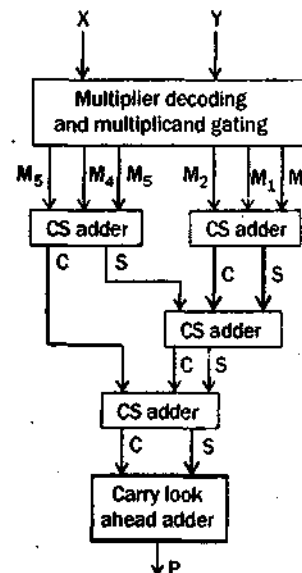 X Y
Multiplier decoding
and multiplicand gating
M5 M4 M5 M2 M1 M
CS adder CS adder
C S C S
CS adder
C S
CS adder
C S
Carry look
ahead adder
P